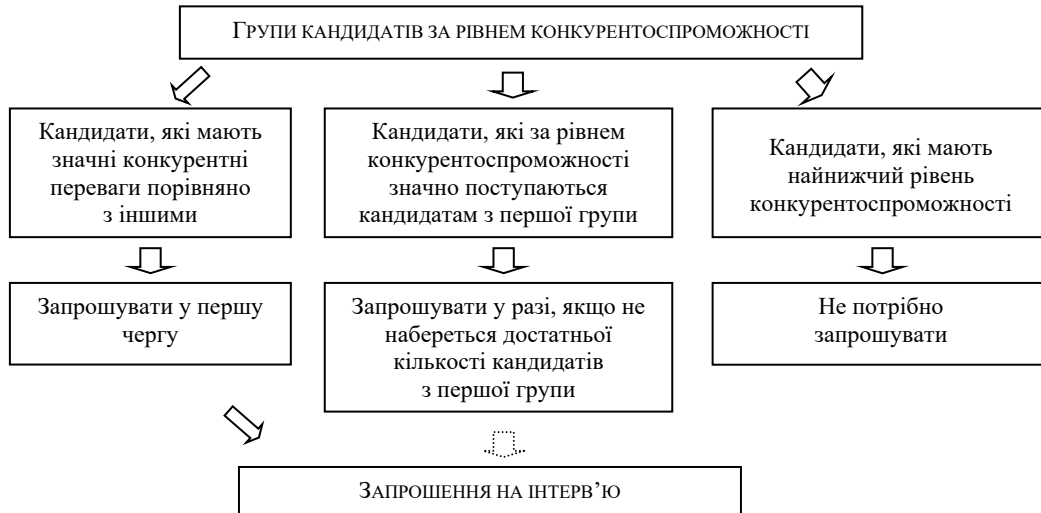 ГРУПИ КАНДИДАТІВ ЗА РІВНЕМ КОНКУРЕНТОСПРОМОЖНОСТІ
Кандидати, які мають
значні конкурентні
переваги порівняно
з іншими
Кандидати, які за рівнем
конкурентоспроможності
значно поступаються
кандидатам з першої групи
Кандидати, які мають
найнижчий рівень
конкурентоспроможності
Запрошувати у першу
чергу
Запрошувати у разі, якщо не
набереться достатньої
кількості кандидатів
з першої групи
Не потрібно
запрошувати
ЗАПРОШЕННЯ НА ІНТЕРВ’Ю